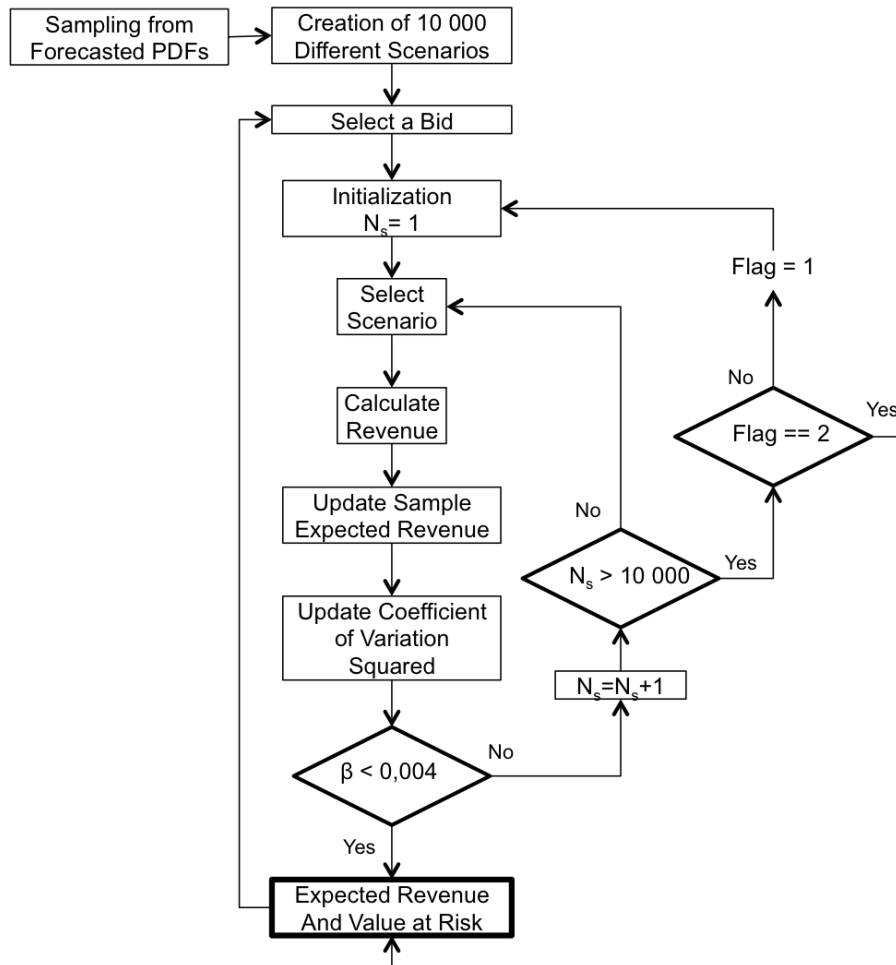 Sampling from
Forecasted PDFs
Creation of 10 000
Different Scenarios
Select a Bid
Initialization
Nₛ= 1
Flag = 1
Select
Scenario
No
Yes
Calculate
Revenue
Flag == 2
Update Sample
Expected Revenue
No
Yes
Nₛ > 10 000
Update Coefficient
of Variation
Squared
Nₛ=Nₛ+1
No
β < 0,004
Yes
Expected Revenue
And Value at Risk